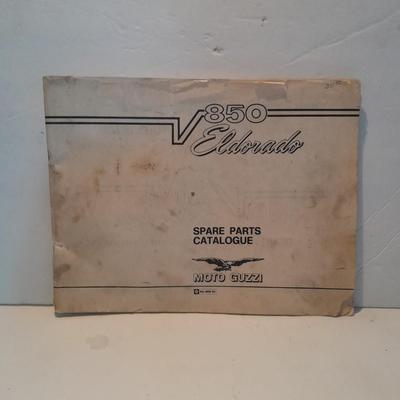 V850
Eldorado
SPARE PARTS
CATALOGUE
MOTO GUZZI